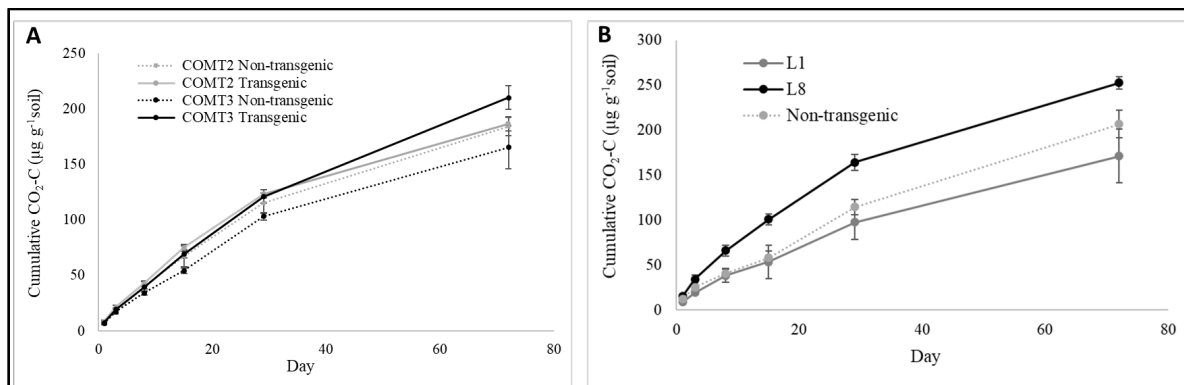 A
Cumulative CO₂-C (µg g⁻¹soil)
250
200
150
100
50
0
COMT2 Non-transgenic
COMT2 Transgenic
COMT3 Non-transgenic
COMT3 Transgenic
0 20 40 60 80
Day
B
Cumulative CO₂-C (µg g⁻¹soil)
300
250
200
150
100
50
0
L1
L8
Non-transgenic
0 20 40 60 80
Day